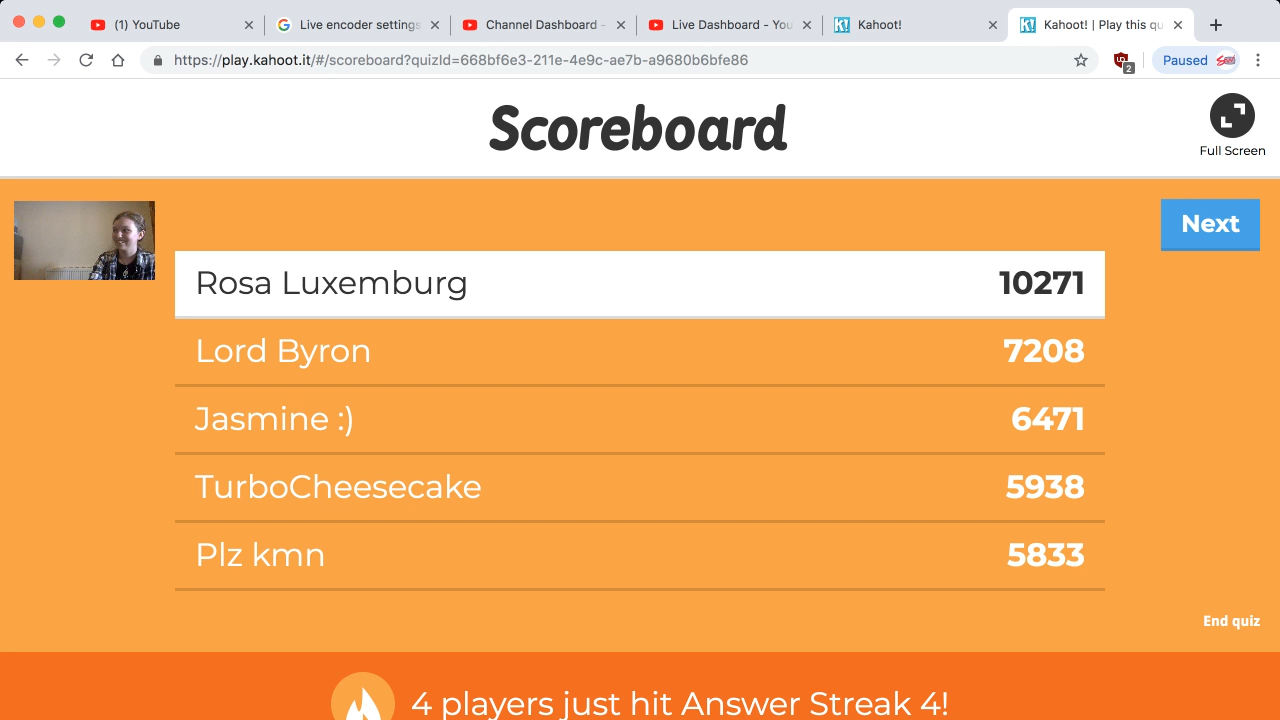 (1) YouTube
Live encoder settings
Channel Dashboard -
Live Dashboard - You
Kahoot!
Kahoot! | Play this qu
https://play.kahoot.it/#/scoreboard?quizId=668bf6e3-211e-4e9c-ae7b-a9680b6bfe86
2
Paused
Scoreboard
Full Screen
Next
Rosa Luxemburg 10271
Lord Byron 7208
Jasmine :) 6471
TurboCheesecake 5938
Plz kmn 5833
End quiz
4 players just hit Answer Streak 4!